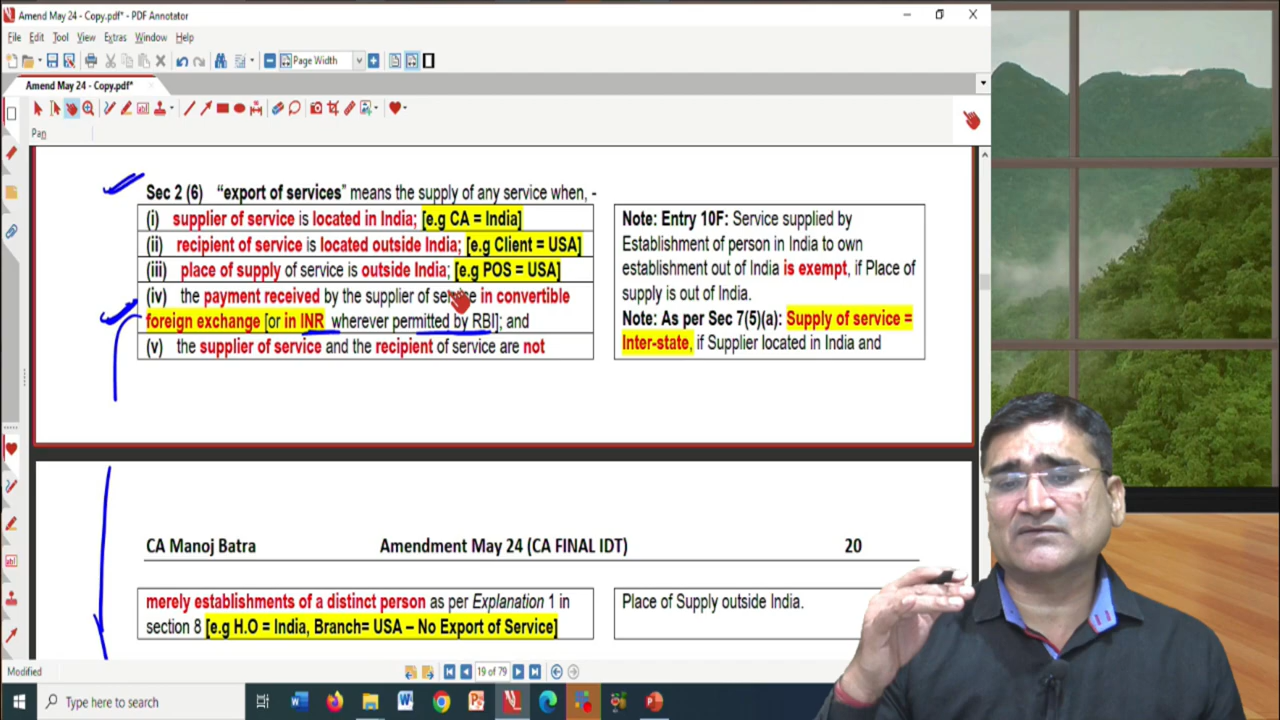 Amend May 24 - Copy.pdf* - PDF Annotator
File Edit Tool View Extras Window Help
Page Width
Amend May 24 - Copy.pdf*
Pan
Sec 2 (6) “export of services” means the supply of any service when, -
(i) supplier of service is located in India; [e.g CA = India]
(ii) recipient of service is located outside India; [e.g Client = USA]
(iii) place of supply of service is outside India; [e.g POS = USA]
(iv) the payment received by the supplier of service in convertible
foreign exchange [or in INR wherever permitted by RBI]; and
(v) the supplier of service and the recipient of service are not
Note: Entry 10F: Service supplied by
Establishment of person in India to own
establishment out of India is exempt, if Place of
supply is out of India.
Note: As per Sec 7(5)(a): Supply of service =
Inter-state, if Supplier located in India and
CA Manoj Batra Amendment May 24 (CA FINAL IDT) 20
merely establishments of a distinct person as per Explanation 1 in
section 8 [e.g H.O = India, Branch= USA – No Export of Service]
Place of Supply outside India.
Modified
19 of 79
Type here to search